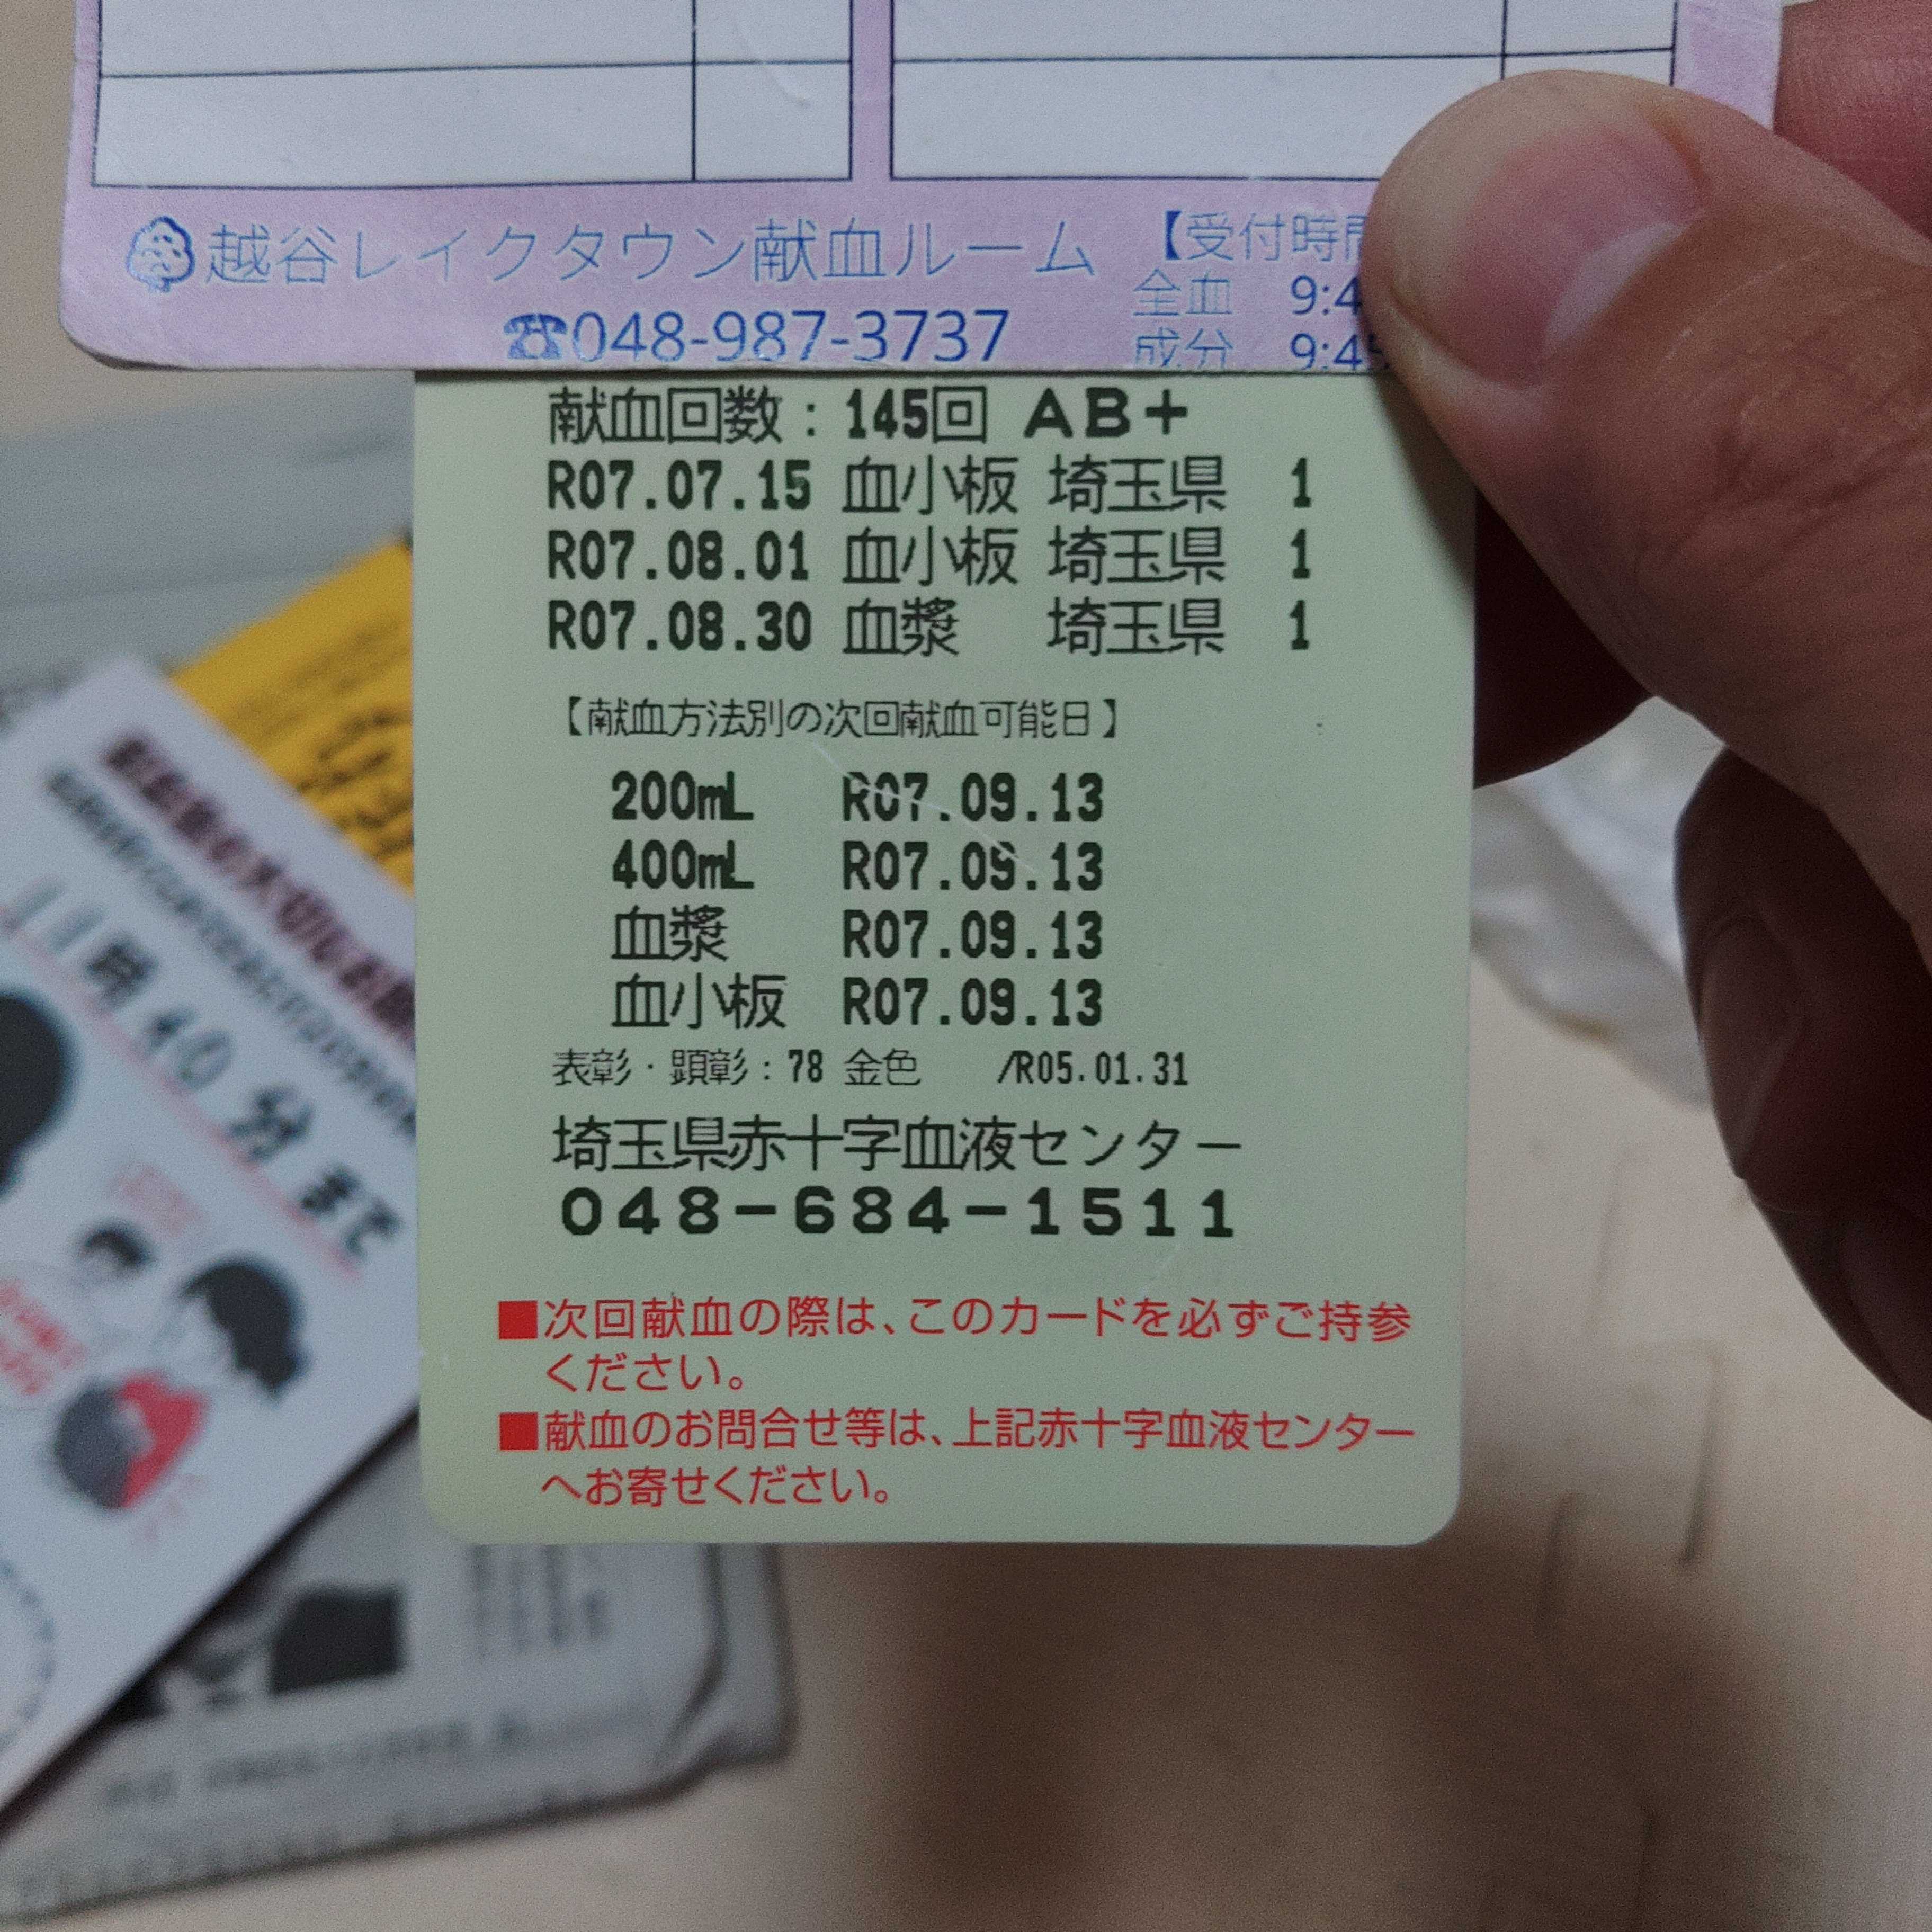 越谷レイクタウン献血ルーム
☎048-987-3737
【受付時
全血 9:4
成分 9:45
献血回数：145回 AB+
R07.07.15 血小板 埼玉県 1
R07.08.01 血小板 埼玉県 1
R07.08.30 血漿 埼玉県 1
【献血方法別の次回献血可能日】
200mL R07.09.13
400mL R07.09.13
血漿 R07.09.13
血小板 R07.09.13
表彰・顕彰：78 金色 /R05.01.31
埼玉県赤十字血液センター
048-684-1511
■次回献血の際は、このカードを必ずご持参
ください。
■献血のお問合せ等は、上記赤十字血液センター
へお寄せください。
11時40分まで